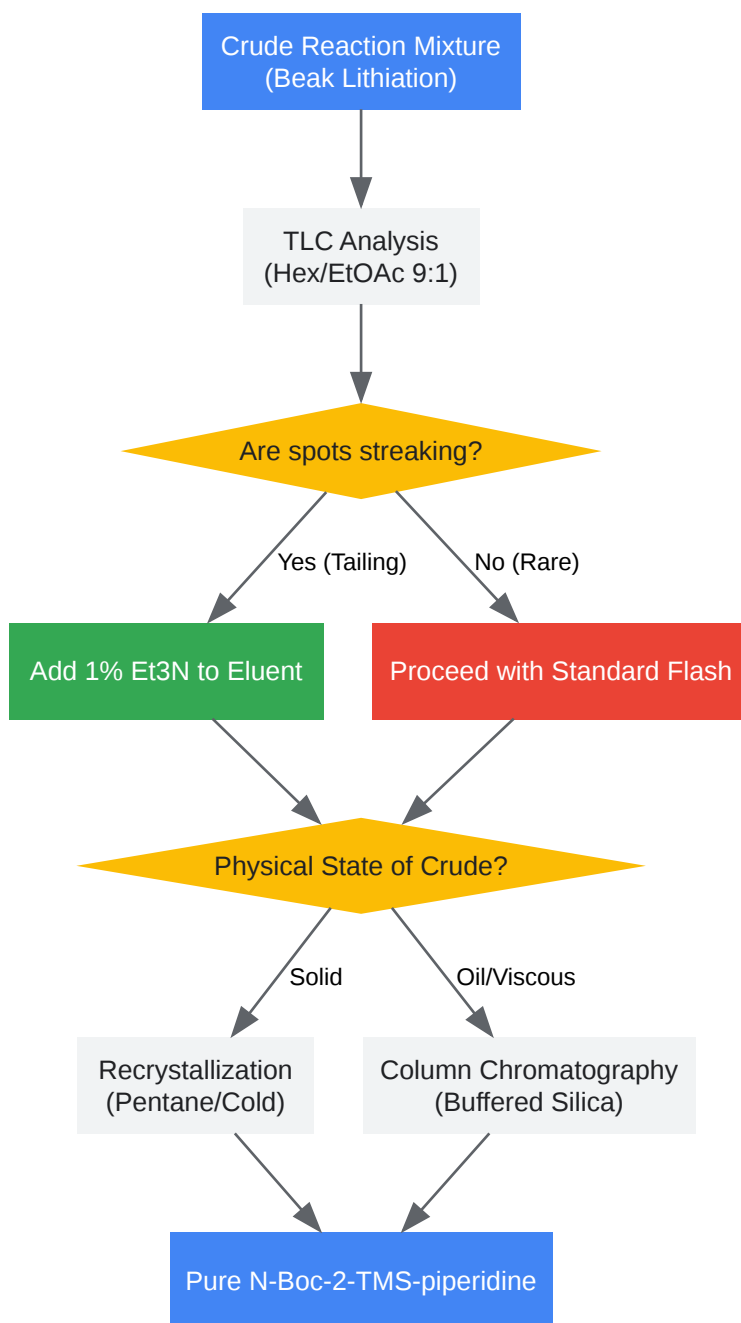 Crude Reaction Mixture
(Beak Lithiation)
TLC Analysis
(Hex/EtOAc 9:1)
Are spots streaking?
Yes (Tailing)
No (Rare)
Add 1% Et3N to Eluent
Proceed with Standard Flash
Physical State of Crude?
Solid
Oil/Viscous
Recrystallization
(Pentane/Cold)
Column Chromatography
(Buffered Silica)
Pure N-Boc-2-TMS-piperidine